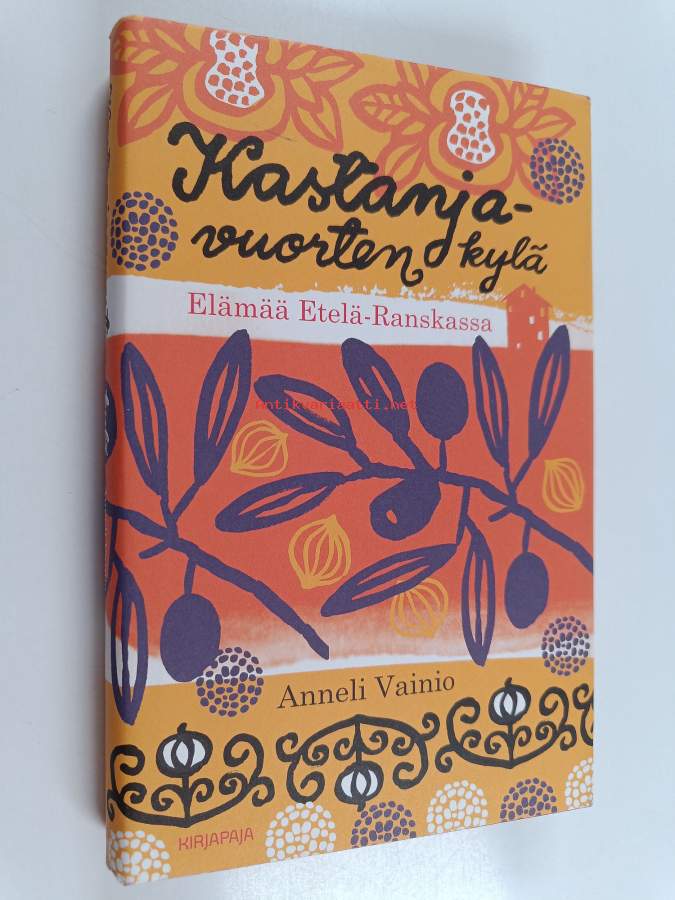 Kastanja-
vuorten kylä
Elämää Etelä-Ranskassa
antikvariaatti.net
Anneli Vainio
KIRJAPAJA